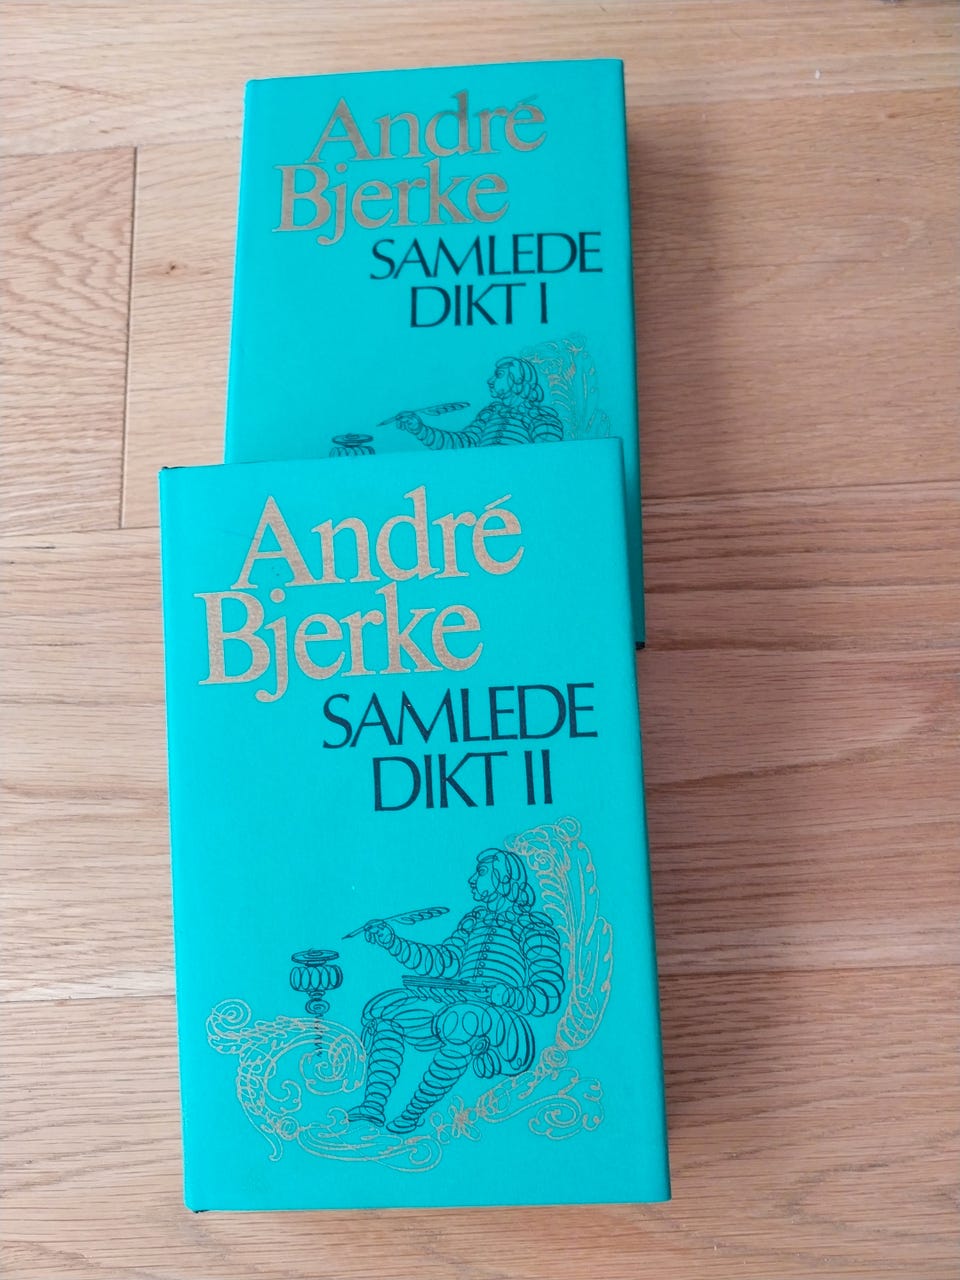 André
Bjerke
SAMLEDE
DIKT I
André
Bjerke
SAMLEDE
DIKT II